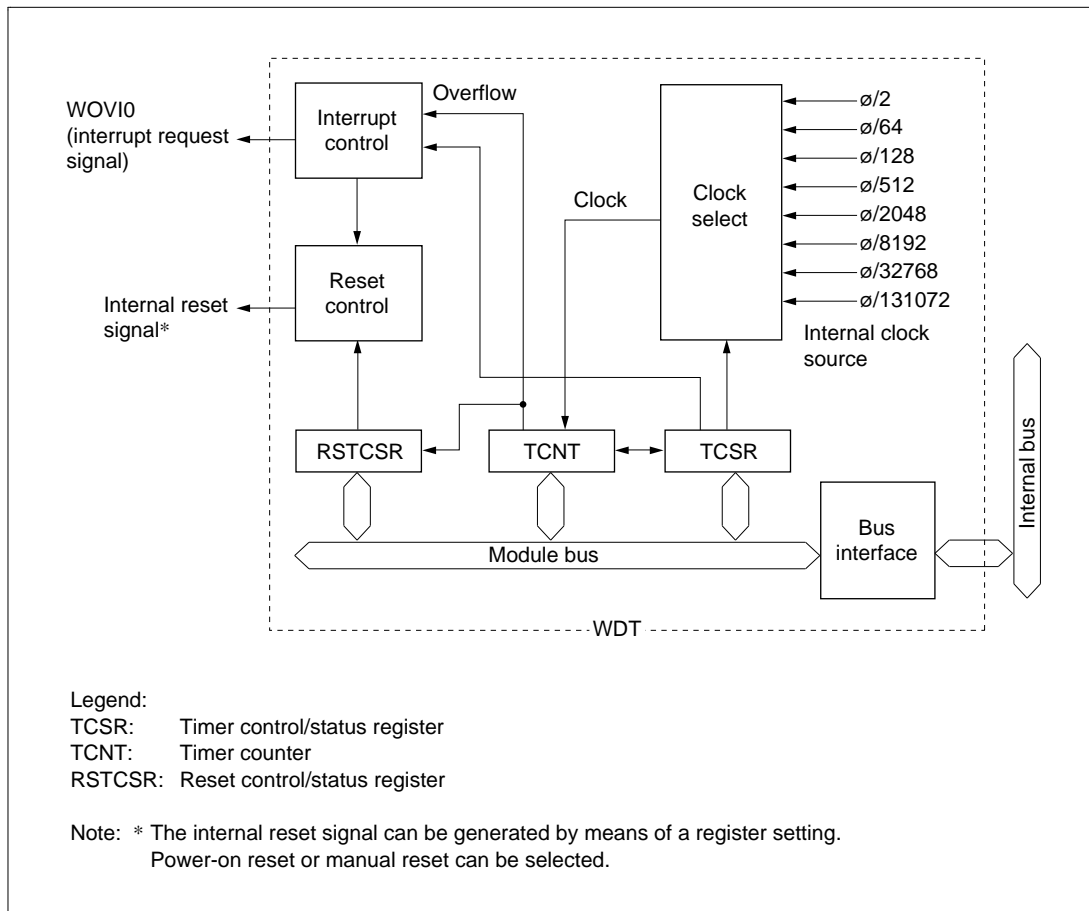 WOVI0
(interrupt request
signal)
Interrupt
control
Overflow
Clock
Clock
select
ø/2
ø/64
ø/128
ø/512
ø/2048
ø/8192
ø/32768
ø/131072
Internal clock
source
Internal reset
signal*
Reset
control
RSTCSR
TCNT
TCSR
Module bus
Bus
interface
Internal bus
WDT
Legend:
TCSR: Timer control/status register
TCNT: Timer counter
RSTCSR: Reset control/status register
Note: * The internal reset signal can be generated by means of a register setting.
Power-on reset or manual reset can be selected.